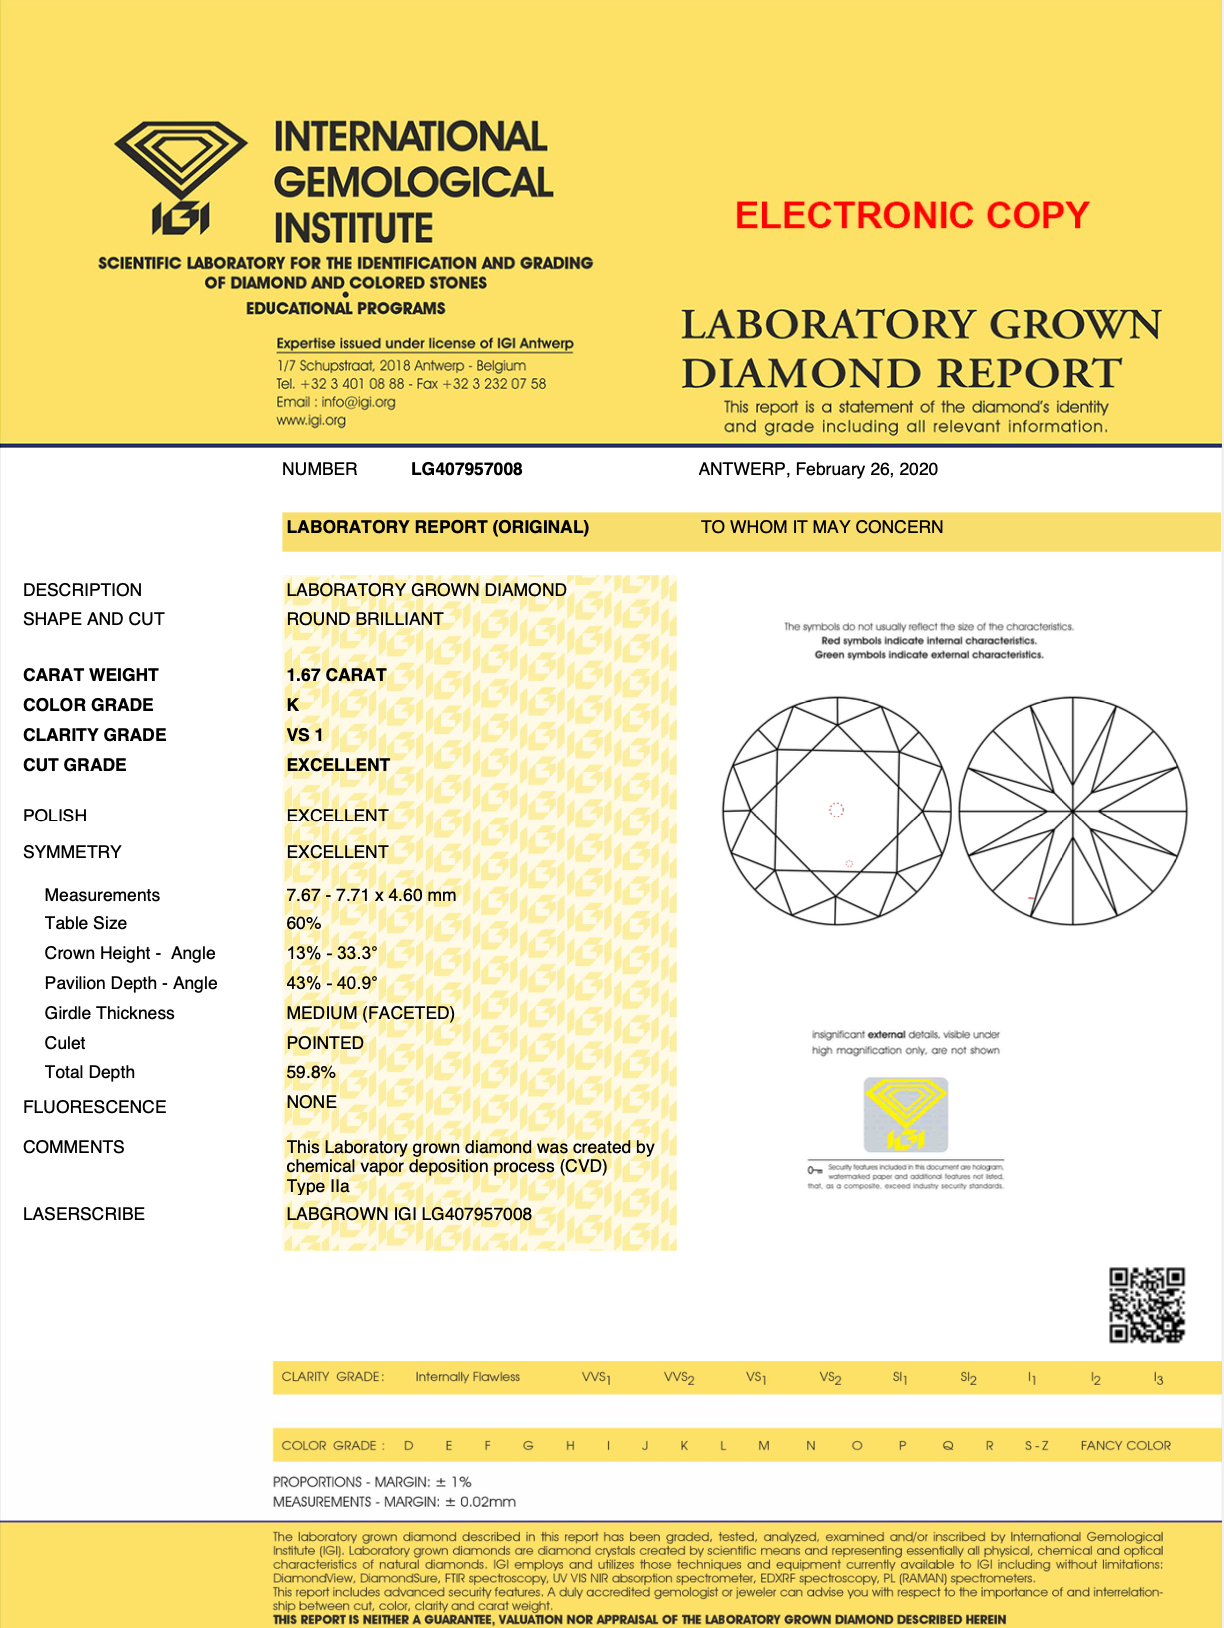 INTERNATIONAL
GEMOLOGICAL
INSTITUTE
IGI
SCIENTIFIC LABORATORY FOR THE IDENTIFICATION AND GRADING
OF DIAMOND AND COLORED STONES
•
EDUCATIONAL PROGRAMS
Expertise issued under license of IGI Antwerp
1/7 Schupstraat, 2018 Antwerp - Belgium
Tel. +32 3 401 08 88 - Fax +32 3 232 07 58
Email : info@igi.org
www.igi.org
ELECTRONIC COPY
LABORATORY GROWN
DIAMOND REPORT
This report is a statement of the diamond's identity
and grade including all relevant information.
NUMBER LG407957008 ANTWERP, February 26, 2020
LABORATORY REPORT (ORIGINAL) TO WHOM IT MAY CONCERN
DESCRIPTION LABORATORY GROWN DIAMOND
SHAPE AND CUT ROUND BRILLIANT
CARAT WEIGHT 1.67 CARAT
COLOR GRADE K
CLARITY GRADE VS 1
CUT GRADE EXCELLENT
POLISH EXCELLENT
SYMMETRY EXCELLENT
Measurements 7.67 - 7.71 x 4.60 mm
Table Size 60%
Crown Height - Angle 13% - 33.3°
Pavilion Depth - Angle 43% - 40.9°
Girdle Thickness MEDIUM (FACETED)
Culet POINTED
Total Depth 59.8%
FLUORESCENCE NONE
COMMENTS This Laboratory grown diamond was created by
chemical vapor deposition process (CVD)
Type IIa
LASERSCRIBE LABGROWN IGI LG407957008
The symbols do not usually reflect the size of the characteristics.
Red symbols indicate internal characteristics.
Green symbols indicate external characteristics.
insignificant external details, visible under
high magnification only, are not shown
IGI
Security features included in this document are hologram,
watermarked paper and additional features not listed,
that, as a composite, exceed industry security standards.
CLARITY GRADE: Internally Flawless VVS1 VVS2 VS1 VS2 SI1 SI2 I1 I2 I3
COLOR GRADE : D E F G H I J K L M N O P Q R S - Z FANCY COLOR
PROPORTIONS - MARGIN: ± 1%
MEASUREMENTS - MARGIN: ± 0.02mm
The laboratory grown diamond described in this report has been graded, tested, analyzed, examined and/or inscribed by International Gemological
Institute (IGI). Laboratory grown diamonds are diamond crystals created by scientific means and representing essentially all physical, chemical and optical
characteristics of natural diamonds. IGI employs and utilizes those techniques and equipment currently available to IGI including without limitations:
DiamondView, DiamondSure, FTIR spectroscopy, UV VIS NIR absorption spectrometer, EDXRF spectroscopy, PL (RAMAN) spectrometers.
This report includes advanced security features. A duly accredited gemologist or jeweler can advise you with respect to the importance of and interrelation-
ship between cut, color, clarity and carat weight.
THIS REPORT IS NEITHER A GUARANTEE, VALUATION NOR APPRAISAL OF THE LABORATORY GROWN DIAMOND DESCRIBED HEREIN